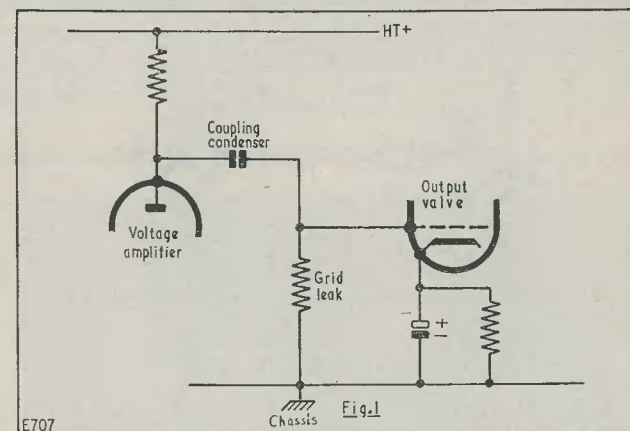 HT+
Coupling
condenser
Voltage
amplifier
Output
valve
Grid
leak
-
+
-
Chassis
Fig.1
E707